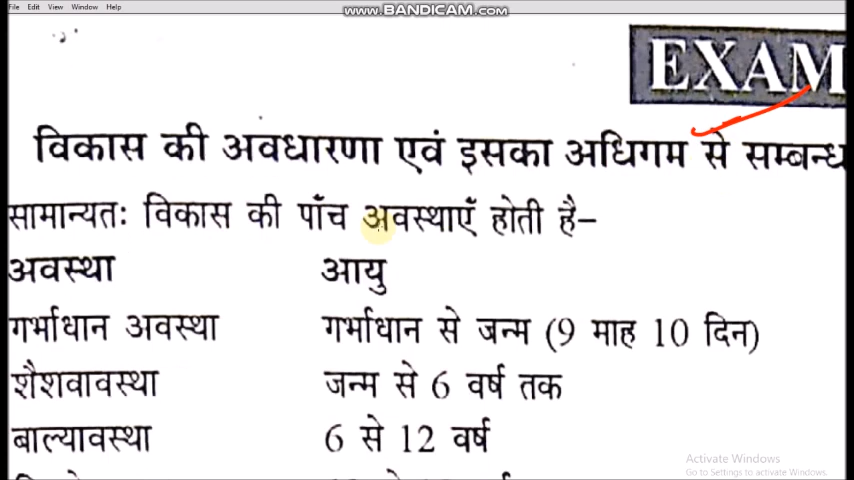 WWW.BANDICAM.COM
File Edit View Window Help
EXAM
विकास की अवधारणा एवं इसका अधिगम से सम्बन्ध
सामान्यतः विकास की पाँच अवस्थाएँ होती है–
अवस्था आयु
गर्भाधान अवस्था गर्भाधान से जन्म (9 माह 10 दिन)
शैशवावस्था जन्म से 6 वर्ष तक
बाल्यावस्था 6 से 12 वर्ष
Activate Windows
Go to Settings to activate Windows.